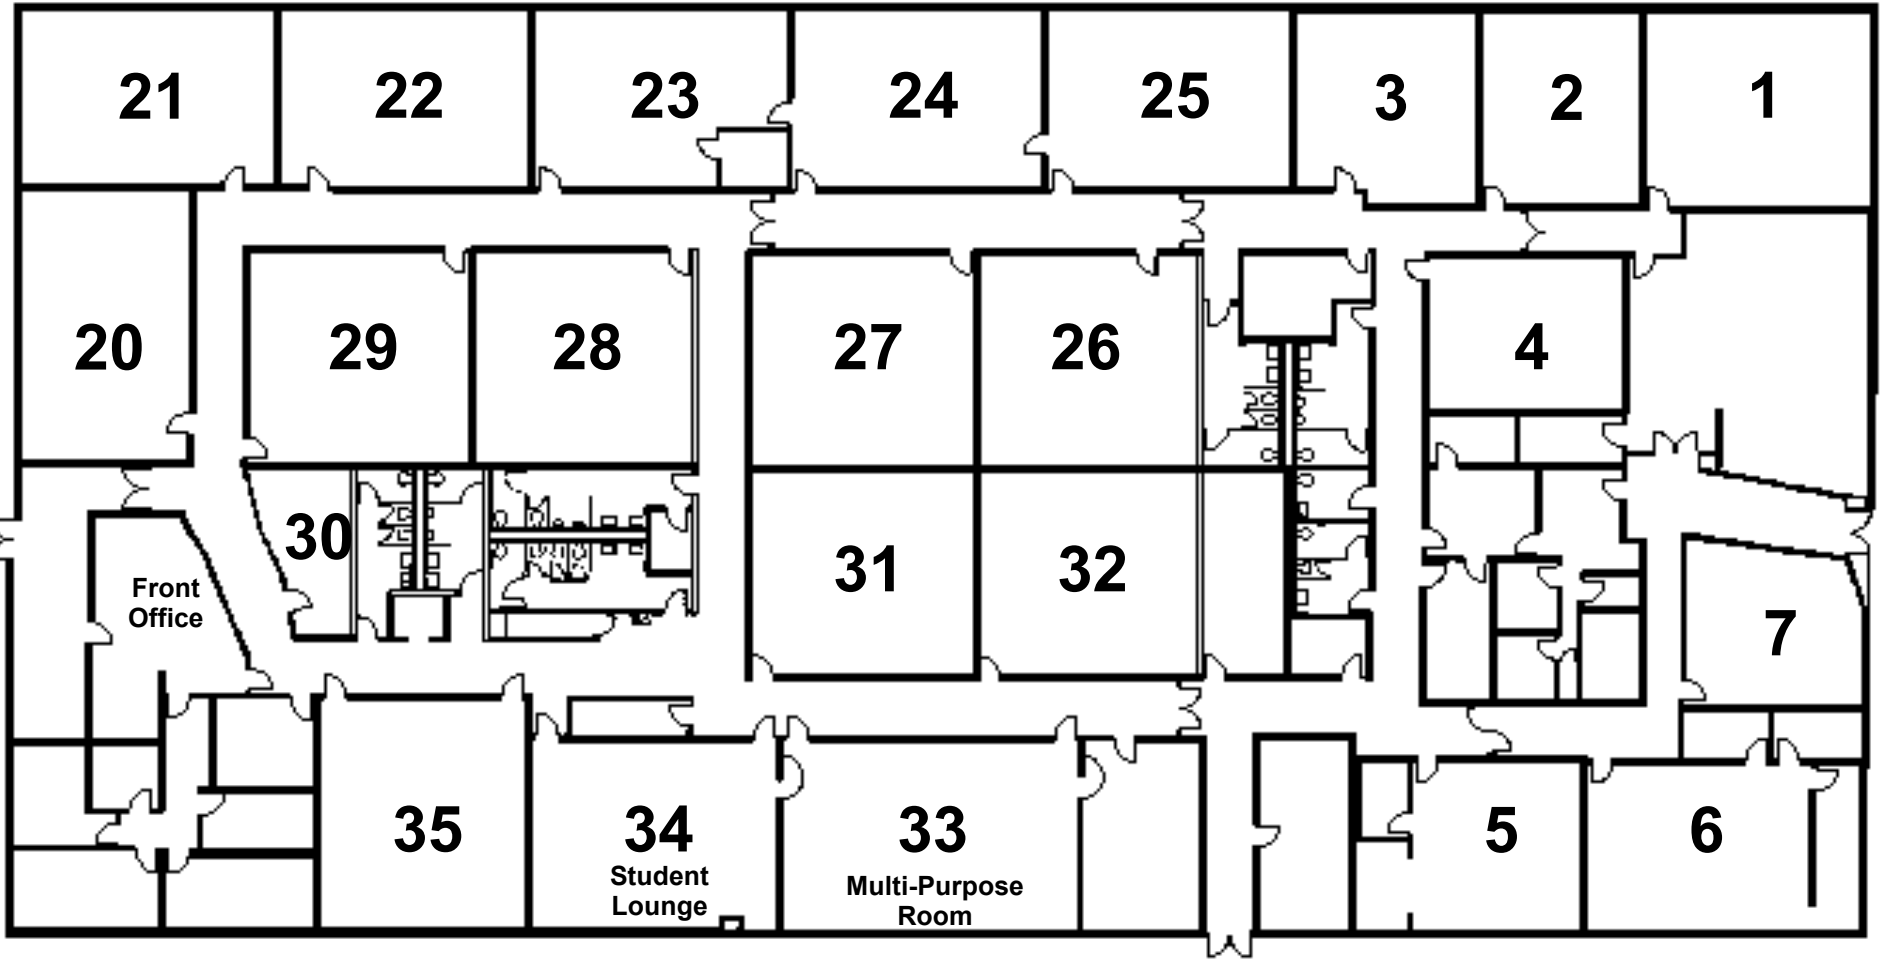 21 22 23 24 25 3 2 1
20 29 28 27 26 4
30 31 32
Front
Office
7
35 34 33 5 6
Student
Lounge
Multi-Purpose
Room